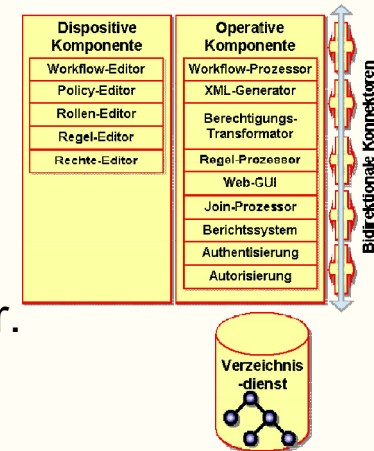 Dispositive
Komponente
Workflow-Editor
Policy-Editor
Rollen-Editor
Regel-Editor
Rechte-Editor
Operative
Komponente
Workflow-Prozessor
XML-Generator
Berechtigungs-
Transformator
Regel-Prozessor
Web-GUI
Join-Prozessor
Berichtssystem
Authentisierung
Autorisierung
Bidirektionale Konnektoren
r.
Verzeichnis
-dienst